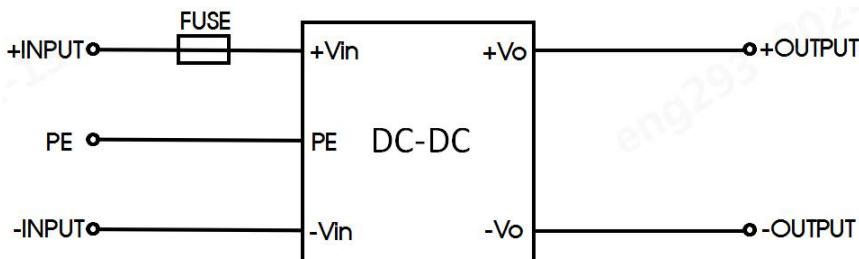 FUSE
+INPUT +Vin +Vo +OUTPUT
PE PE DC-DC
-INPUT -Vin -Vo -OUTPUT